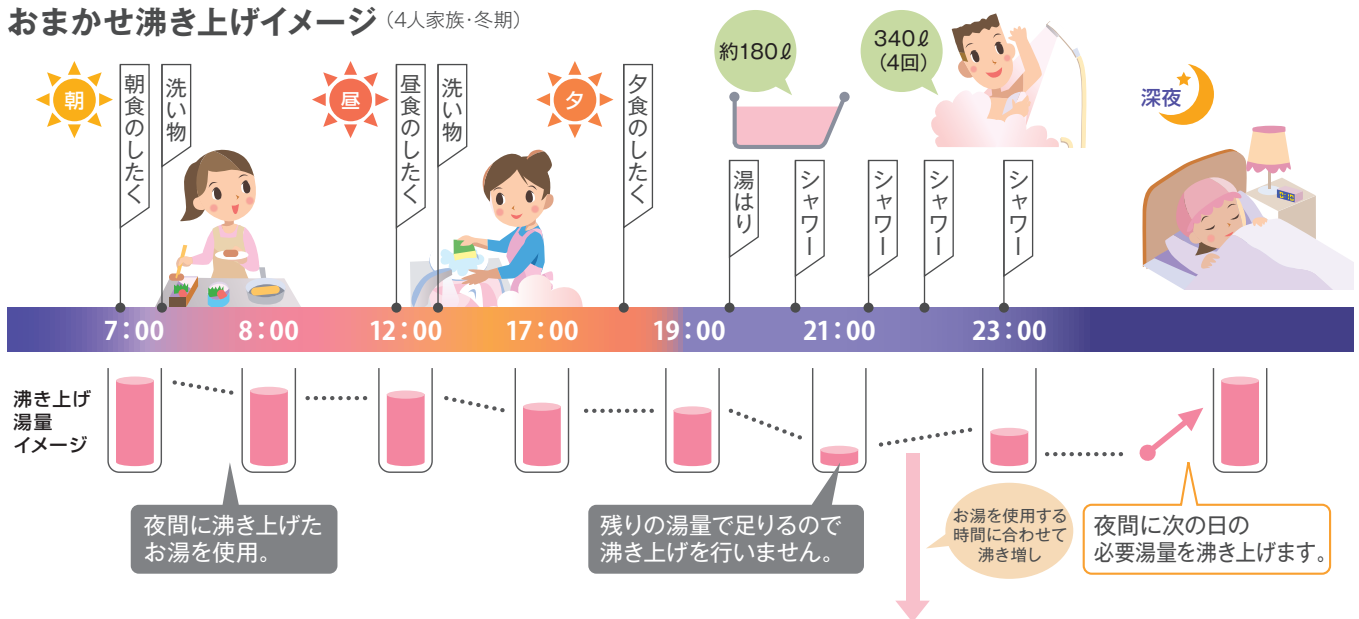 おまかせ沸き上げイメージ（4人家族・冬期）
朝
朝食のしたく
洗い物
昼
昼食のしたく
洗い物
夕
夕食のしたく
約180ℓ
340ℓ
（4回）
湯はり
シャワー
シャワー
シャワー
シャワー
深夜
7：00
8：00
12：00
17：00
19：00
21：00
23：00
沸き上げ
湯量
イメージ
夜間に沸き上げた
お湯を使用。
残りの湯量で足りるので
沸き上げを行いません。
お湯を使用する
時間に合わせて
沸き増し
夜間に次の日の
必要湯量を沸き上げます。